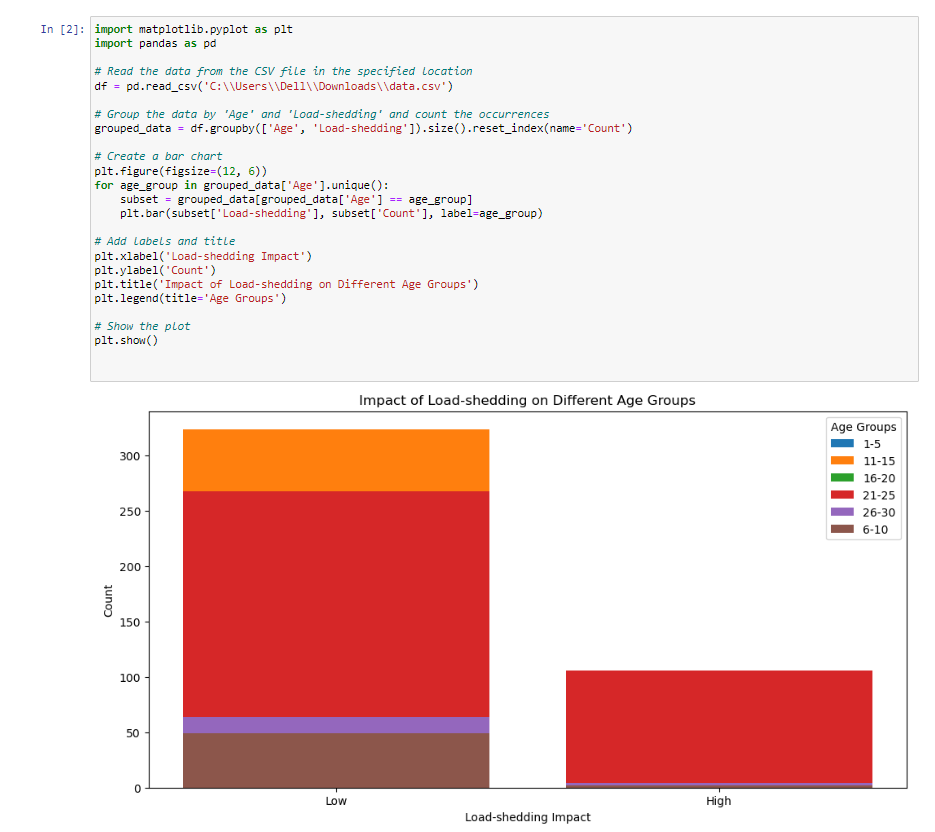 In [2]: import matplotlib.pyplot as plt
import pandas as pd
# Read the data from the CSV file in the specified location
df = pd.read_csv('C:\\Users\\Dell\\Downloads\\data.csv')
# Group the data by 'Age' and 'Load-shedding' and count the occurrences
grouped_data = df.groupby(['Age', 'Load-shedding']).size().reset_index(name='Count')
# Create a bar chart
plt.figure(figsize=(12, 6))
for age_group in grouped_data['Age'].unique():
    subset = grouped_data[grouped_data['Age'] == age_group]
    plt.bar(subset['Load-shedding'], subset['Count'], label=age_group)
# Add labels and title
plt.xlabel('Load-shedding Impact')
plt.ylabel('Count')
plt.title('Impact of Load-shedding on Different Age Groups')
plt.legend(title='Age Groups')
# Show the plot
plt.show()
Impact of Load-shedding on Different Age Groups
Age Groups
1-5
11-15
16-20
21-25
26-30
6-10
300
250
200
150
100
50
0
Count
Low
High
Load-shedding Impact